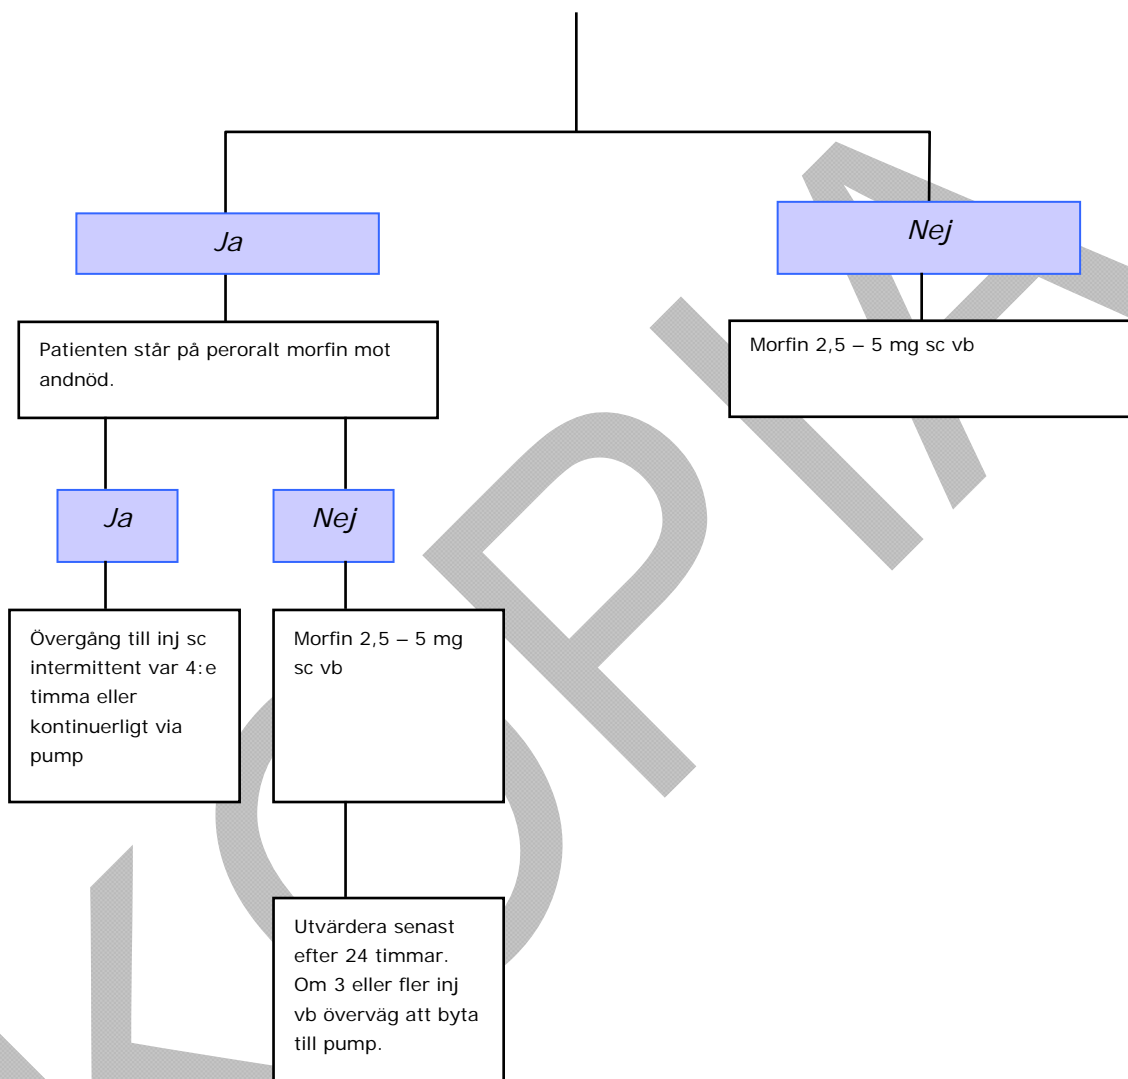 Ja
Nej
Patienten står på peroralt morfin mot
andnöd.
Morfin 2,5 – 5 mg sc vb
Ja
Nej
Övergång till inj sc
intermittent var 4:e
timma eller
kontinuerligt via
pump
Morfin 2,5 – 5 mg
sc vb
Utvärdera senast
efter 24 timmar.
Om 3 eller fler inj
vb överväg att byta
till pump.
KOPIA